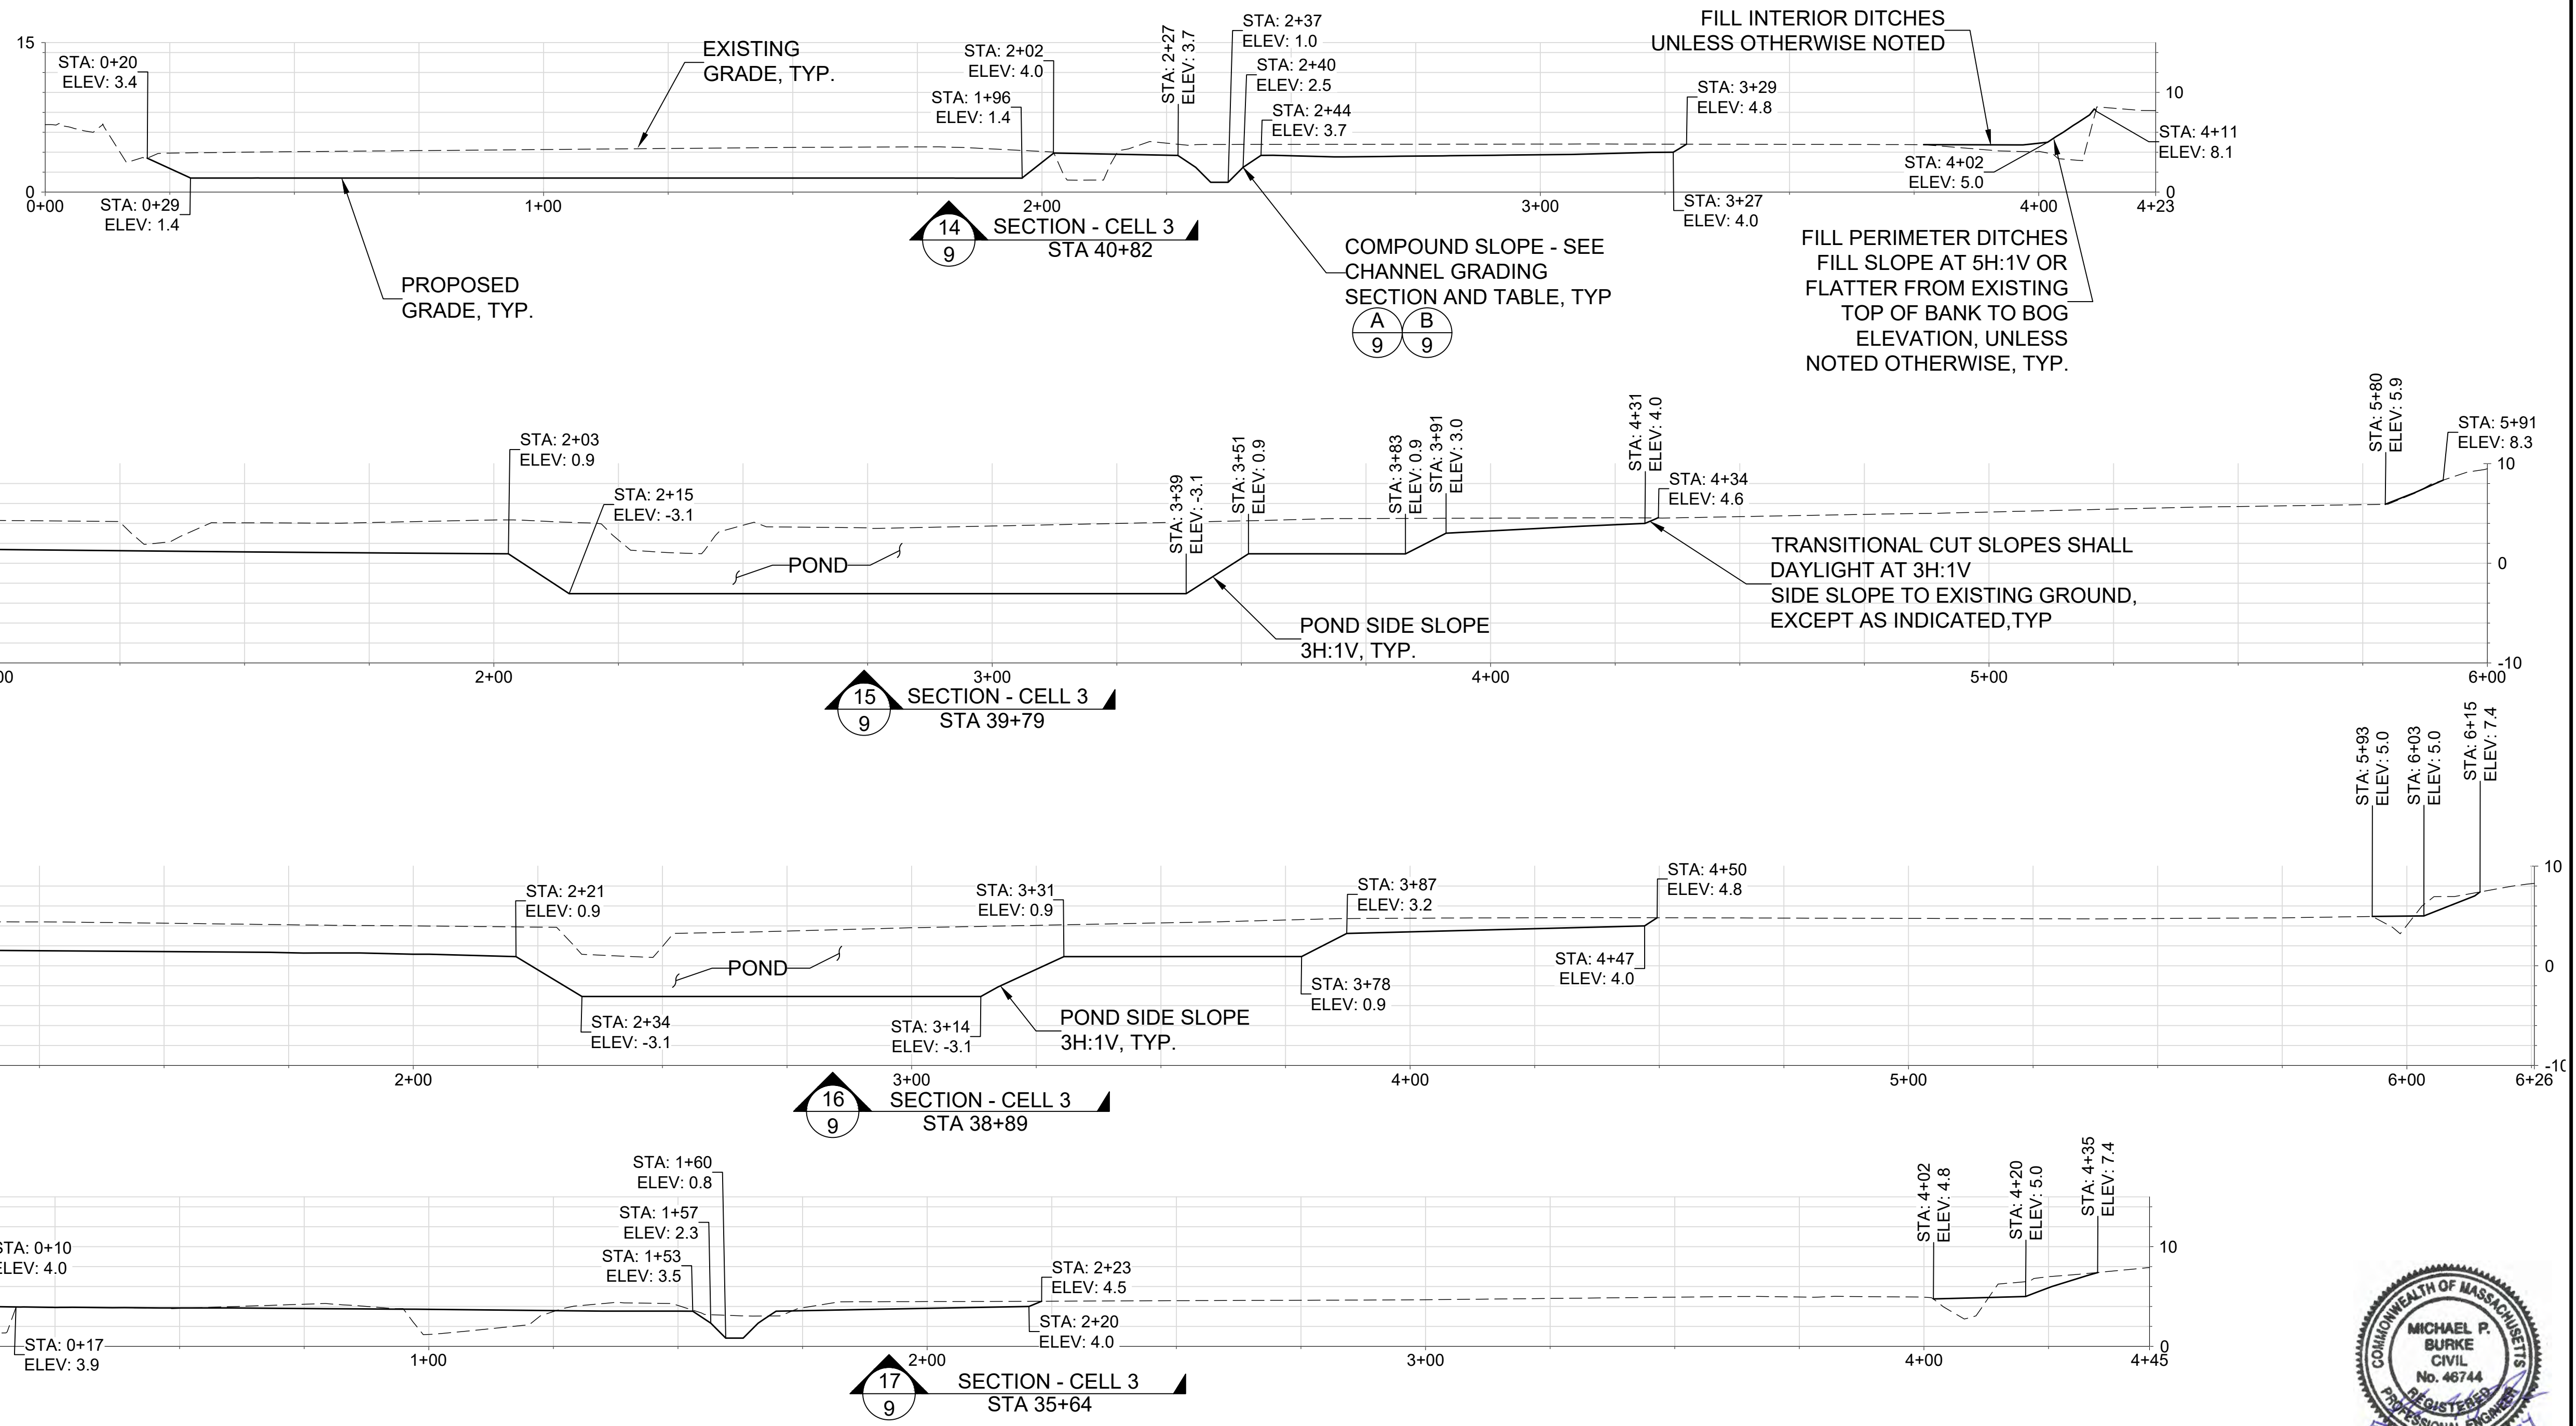 15
STA: 0+20
ELEV: 3.4
EXISTING
GRADE, TYP.
STA: 2+02
ELEV: 4.0
STA: 1+96
ELEV: 1.4
STA: 2+27
ELEV: 3.7
STA: 2+37
ELEV: 1.0
STA: 2+40
ELEV: 2.5
STA: 2+44
ELEV: 3.7
FILL INTERIOR DITCHES
UNLESS OTHERWISE NOTED
STA: 3+29
ELEV: 4.8
10
STA: 4+11
ELEV: 8.1
STA: 4+02
ELEV: 5.0
0
0
0+00
1+00
2+00
3+00
4+00
4+23
STA: 0+29
ELEV: 1.4
STA: 3+27
ELEV: 4.0
14
9
SECTION - CELL 3
STA 40+82
PROPOSED
GRADE, TYP.
COMPOUND SLOPE - SEE
CHANNEL GRADING
SECTION AND TABLE, TYP
A
9
B
9
FILL PERIMETER DITCHES
FILL SLOPE AT 5H:1V OR
FLATTER FROM EXISTING
TOP OF BANK TO BOG
ELEVATION, UNLESS
NOTED OTHERWISE, TYP.
STA: 2+03
ELEV: 0.9
STA: 2+15
ELEV: -3.1
POND
STA: 3+39
ELEV: -3.1
STA: 3+51
ELEV: 0.9
STA: 3+83
ELEV: 0.9
STA: 3+91
ELEV: 3.0
STA: 4+31
ELEV: 4.0
STA: 4+34
ELEV: 4.6
STA: 5+80
ELEV: 5.9
STA: 5+91
ELEV: 8.3
10
0
-10
TRANSITIONAL CUT SLOPES SHALL
DAYLIGHT AT 3H:1V
SIDE SLOPE TO EXISTING GROUND,
EXCEPT AS INDICATED,TYP
POND SIDE SLOPE
3H:1V, TYP.
00
2+00
3+00
4+00
5+00
6+00
15
9
SECTION - CELL 3
STA 39+79
STA: 5+93
ELEV: 5.0
STA: 6+03
ELEV: 5.0
STA: 6+15
ELEV: 7.4
STA: 2+21
ELEV: 0.9
STA: 3+31
ELEV: 0.9
STA: 3+87
ELEV: 3.2
STA: 4+50
ELEV: 4.8
10
0
-10
POND
STA: 4+47
ELEV: 4.0
STA: 3+78
ELEV: 0.9
STA: 2+34
ELEV: -3.1
STA: 3+14
ELEV: -3.1
POND SIDE SLOPE
3H:1V, TYP.
2+00
3+00
4+00
5+00
6+00
6+26
16
9
SECTION - CELL 3
STA 38+89
STA: 1+60
ELEV: 0.8
STA: 1+57
ELEV: 2.3
STA: 1+53
ELEV: 3.5
STA: 0+10
ELEV: 4.0
STA: 2+23
ELEV: 4.5
STA: 4+02
ELEV: 4.8
STA: 4+20
ELEV: 5.0
STA: 4+35
ELEV: 7.4
10
0
STA: 0+17
ELEV: 3.9
STA: 2+20
ELEV: 4.0
1+00
2+00
3+00
4+00
4+45
17
9
SECTION - CELL 3
STA 35+64
COMMONWEALTH OF MASSACHUSETTS
MICHAEL P.
BURKE
CIVIL
No. 46744
REGISTERED
PROFESSIONAL ENGINEER